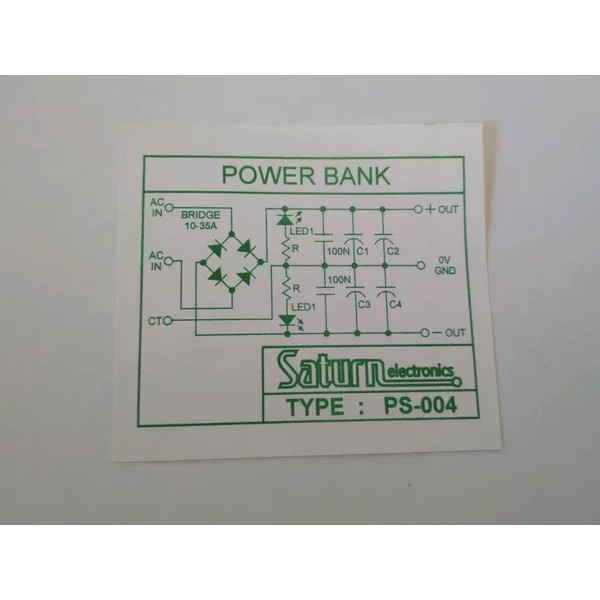 POWER BANK
AC
IN
BRIDGE
10-35A
LED1
+ OUT
R
100N
C1
C2
AC
IN
0V
GND
R
100N
LED1
C3
C4
CT
− OUT
Saturn electronics
TYPE : PS-004